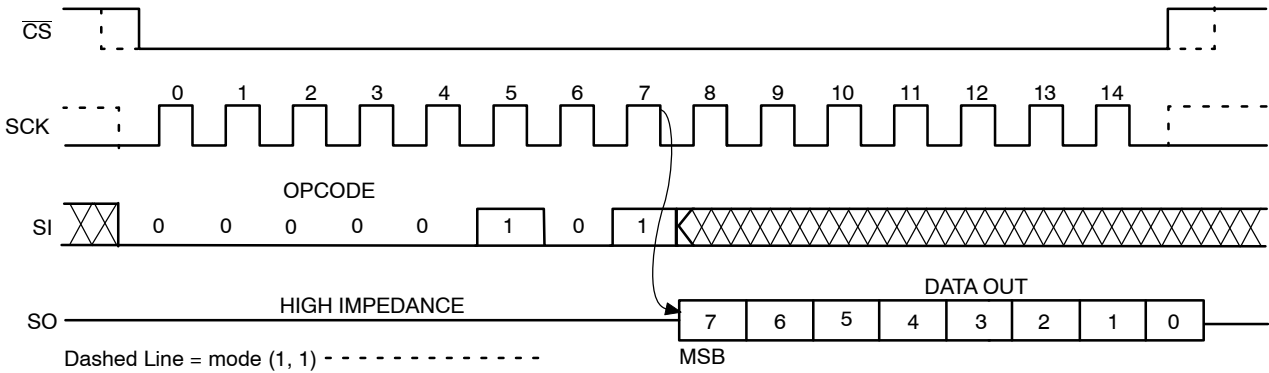 CS
0 1 2 3 4 5 6 7 8 9 10 11 12 13 14
SCK
OPCODE
SI 0 0 0 0 0 1 0 1
DATA OUT
HIGH IMPEDANCE
SO 7 6 5 4 3 2 1 0
Dashed Line = mode (1, 1) MSB